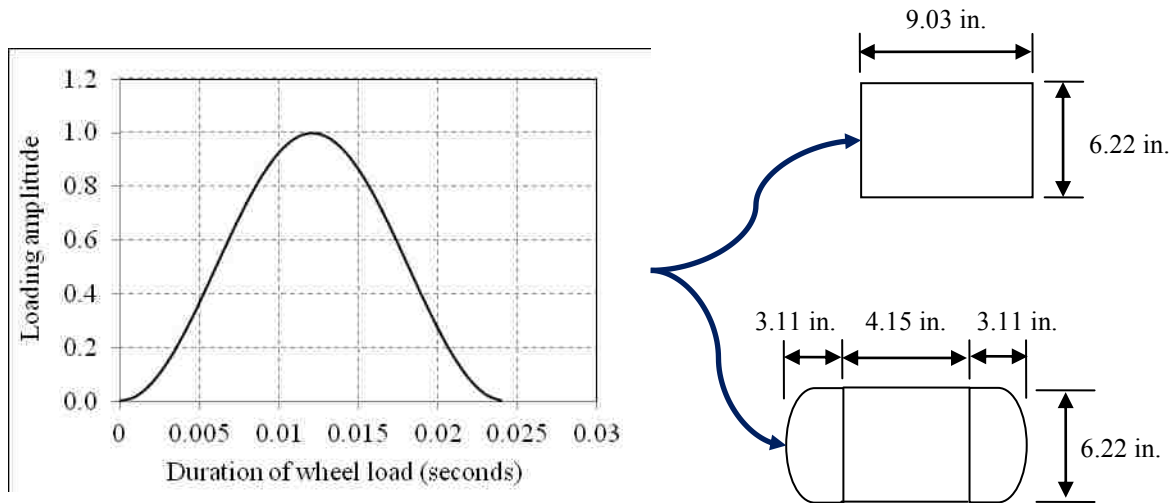 1.2
1.0
0.8
0.6
0.4
0.2
0.0
Loading amplitude
0 0.005 0.01 0.015 0.02 0.025 0.03
Duration of wheel load (seconds)
9.03 in.
6.22 in.
3.11 in. 4.15 in. 3.11 in.
6.22 in.